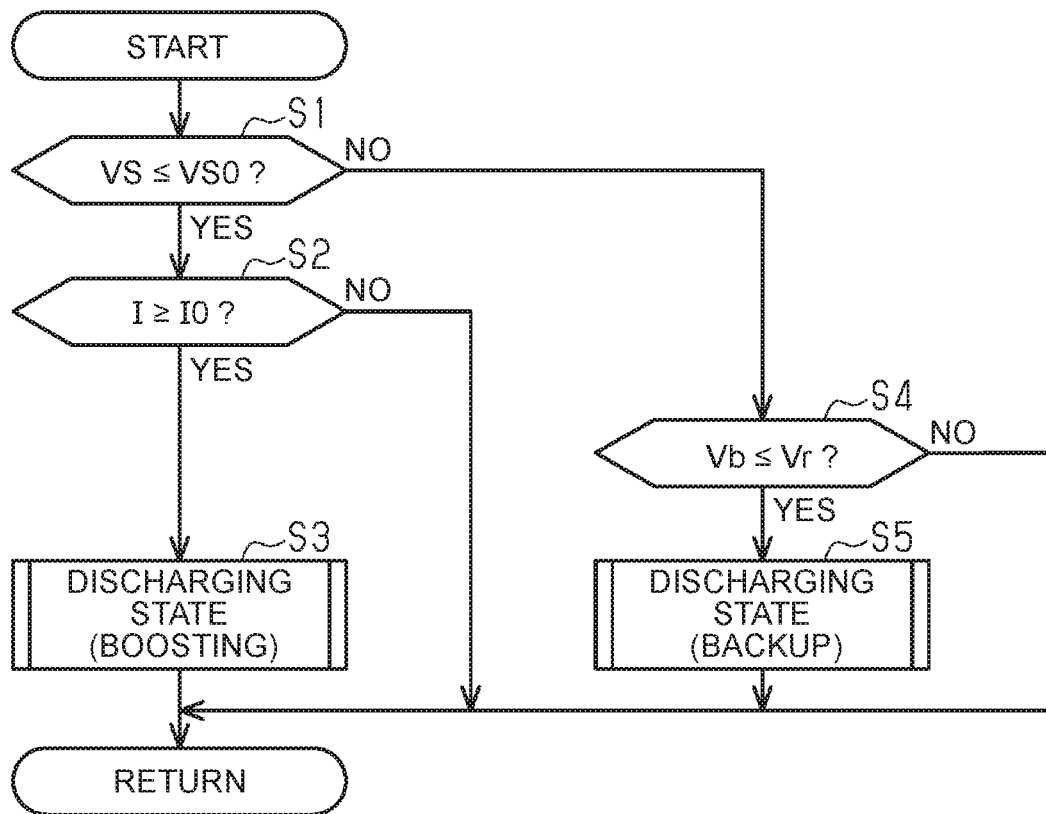 START
S1
VS ≤ VS0 ?
NO
YES
S2
I ≥ I0 ?
NO
YES
S4
Vb ≤ Vr ?
NO
YES
S3
DISCHARGING
STATE
(BOOSTING)
S5
DISCHARGING
STATE
(BACKUP)
RETURN